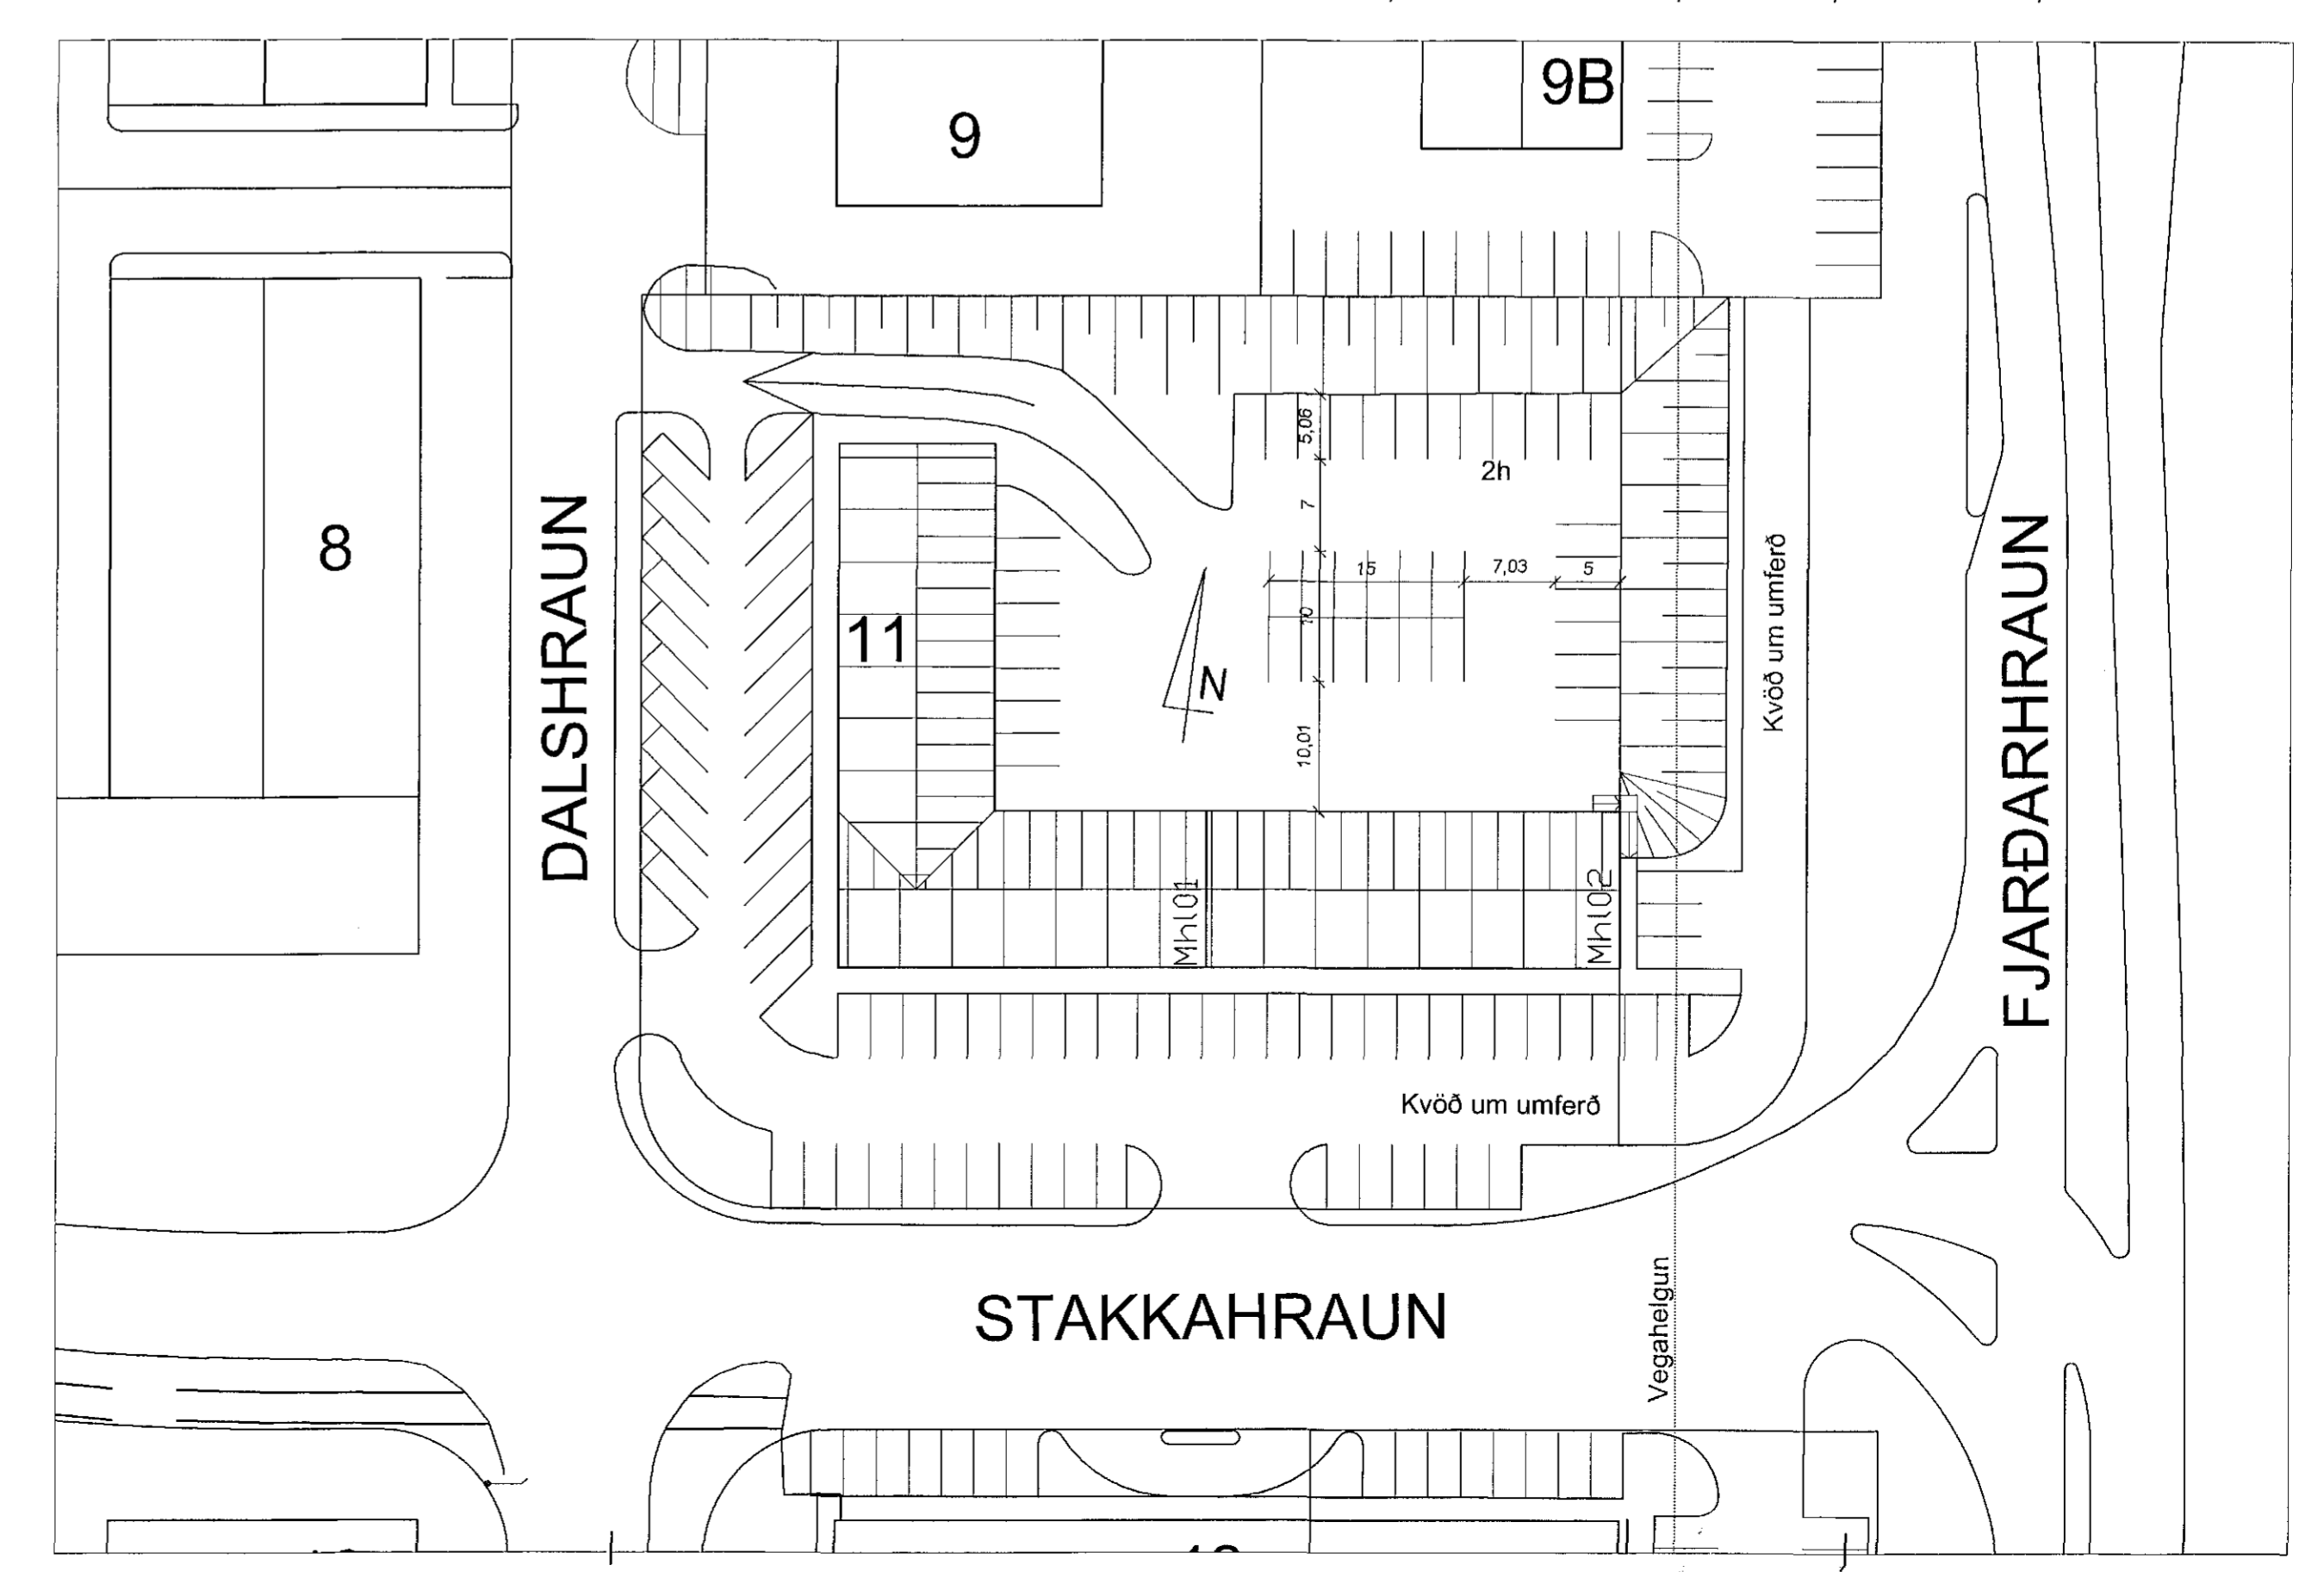 9
9B
8
DALSHRAUN
11
5,06
2h
7
15
7,03
5
10
N
10,01
Kvöð um umferð
FJARÐARHRAUN
Mhl01
Mhl02
Kvöð um umferð
STAKKAHRAUN
Vegahelgun